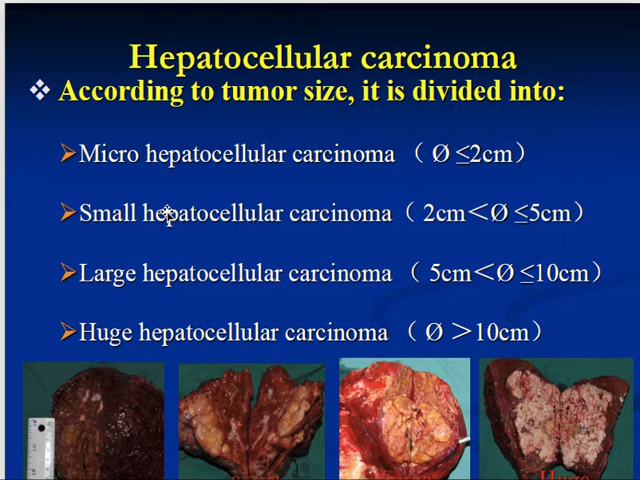 Hepatocellular carcinoma
❖ According to tumor size, it is divided into:
➢Micro hepatocellular carcinoma （ Ø ≤2cm）
➢Small hepatocellular carcinoma（ 2cm＜Ø ≤5cm）
➢Large hepatocellular carcinoma （ 5cm＜Ø ≤10cm）
➢Huge hepatocellular carcinoma （ Ø ＞10cm）
Huge